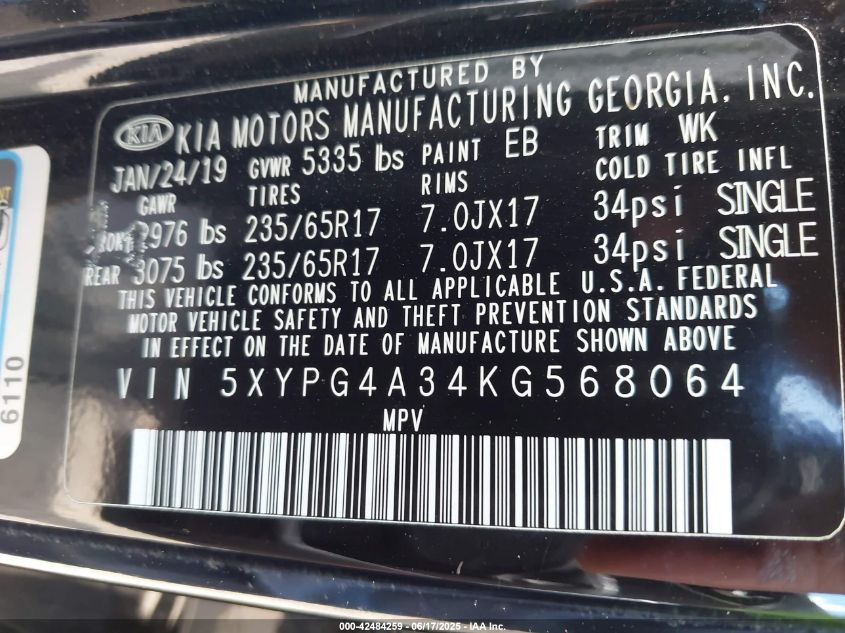 MANUFACTURED BY
KIA KIA MOTORS MANUFACTURING GEORGIA, INC.
JAN/24/19 GVWR 5335 lbs PAINT EB TRIM WK
GAWR TIRES RIMS COLD TIRE INFL
2976 lbs 235/65R17 7.0JX17 34psi SINGLE
REAR 3075 lbs 235/65R17 7.0JX17 34psi SINGLE
THIS VEHICLE CONFORMS TO ALL APPLICABLE U.S.A. FEDERAL
MOTOR VEHICLE SAFETY AND THEFT PREVENTION STANDARDS
IN EFFECT ON THE DATE OF MANUFACTURE SHOWN ABOVE
VIN 5XYPG4A34KG568064
MPV
6110
000-42484259 - 06/17/2025 - IAA Inc.